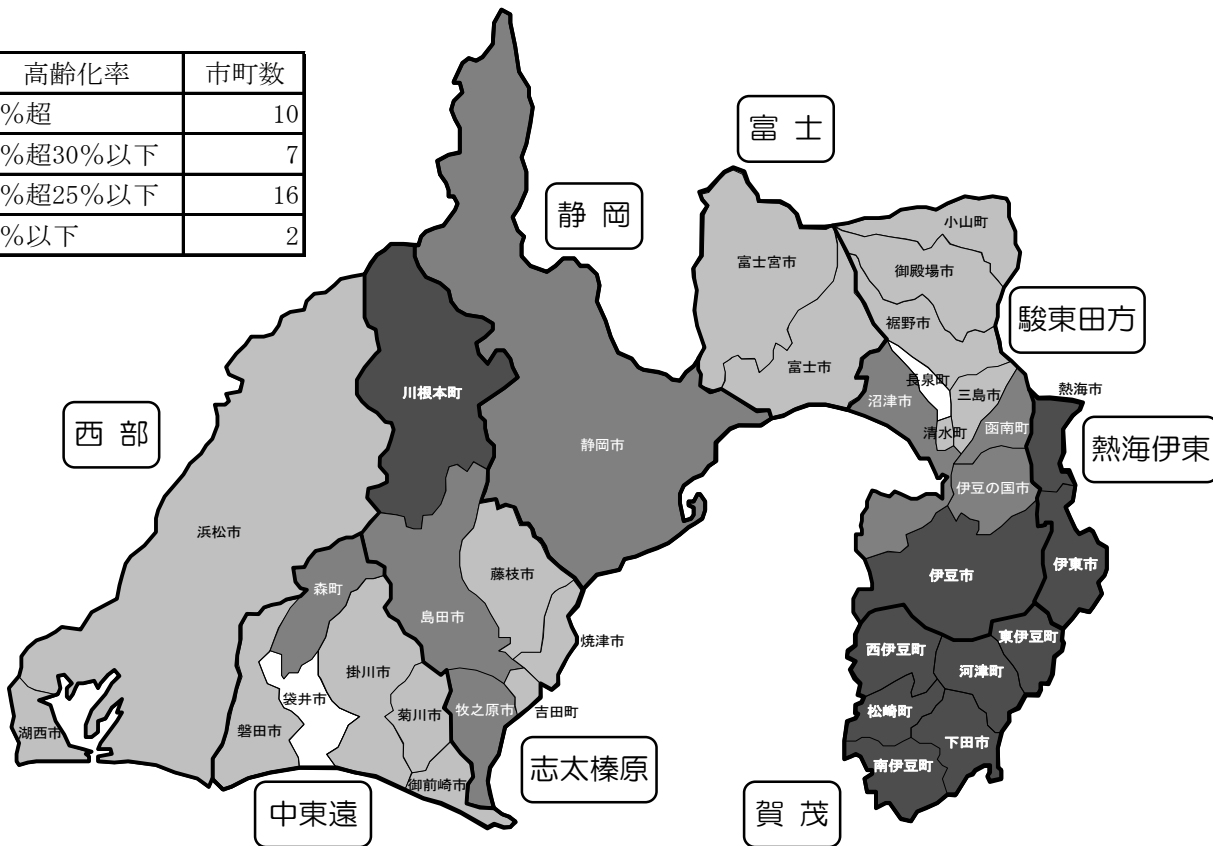 高齢化率 市町数
%超 10
%超30%以下 7
%超25%以下 16
%以下 2
富 士
静 岡
小山町
富士宮市
御殿場市
裾野市
駿東田方
富士市
長泉町
三島市
熱海市
川根本町
沼津市
清水町
函南町
西 部
静岡市
熱海伊東
伊豆の国市
浜松市
藤枝市
伊豆市
伊東市
森町
島田市
焼津市
東伊豆町
西伊豆町
河津町
掛川市
袋井市
菊川市
牧之原市
吉田町
松崎町
湖西市
磐田市
下田市
志太榛原
南伊豆町
御前崎市
中東遠
賀 茂